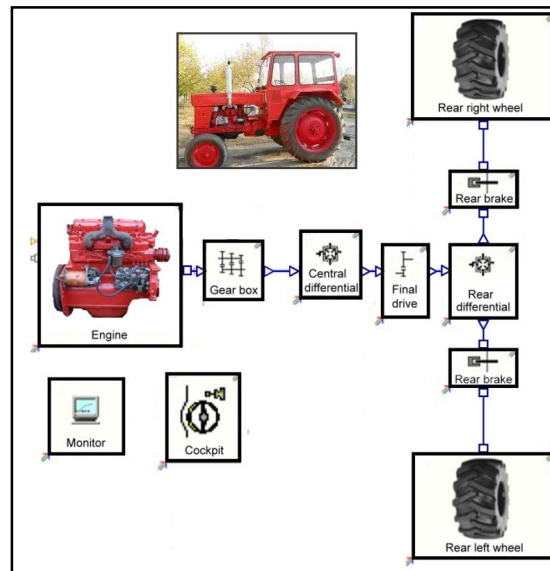 Rear right wheel
Rear brake
Engine
Gear box
Central
differential
Final
drive
Rear
differential
Rear brake
Monitor
Cockpit
Rear left wheel